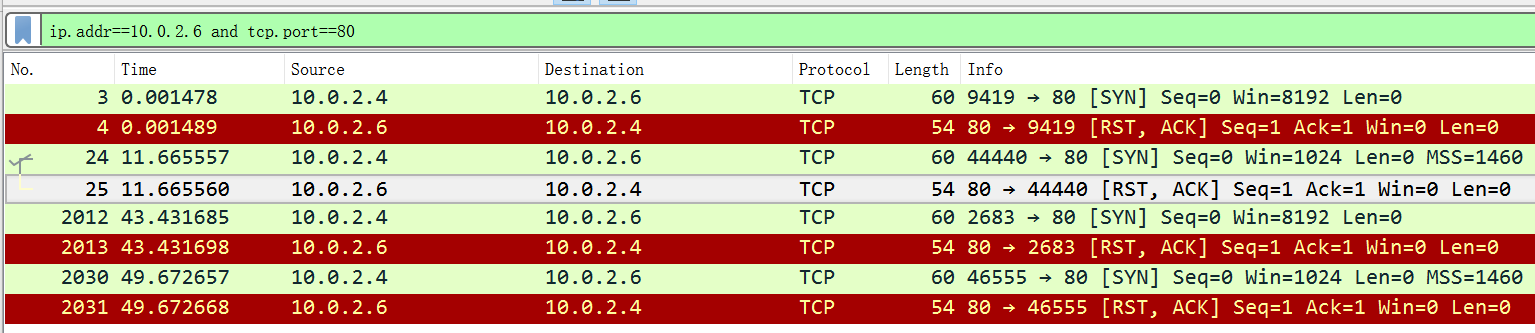 ip.addr==10.0.2.6 and tcp.port==80
No. Time Source Destination Protocol Length Info
3 0.001478 10.0.2.4 10.0.2.6 TCP 60 9419 → 80 [SYN] Seq=0 Win=8192 Len=0
4 0.001489 10.0.2.6 10.0.2.4 TCP 54 80 → 9419 [RST, ACK] Seq=1 Ack=1 Win=0 Len=0
24 11.665557 10.0.2.4 10.0.2.6 TCP 60 44440 → 80 [SYN] Seq=0 Win=1024 Len=0 MSS=1460
25 11.665560 10.0.2.6 10.0.2.4 TCP 54 80 → 44440 [RST, ACK] Seq=1 Ack=1 Win=0 Len=0
2012 43.431685 10.0.2.4 10.0.2.6 TCP 60 2683 → 80 [SYN] Seq=0 Win=8192 Len=0
2013 43.431698 10.0.2.6 10.0.2.4 TCP 54 80 → 2683 [RST, ACK] Seq=1 Ack=1 Win=0 Len=0
2030 49.672657 10.0.2.4 10.0.2.6 TCP 60 46555 → 80 [SYN] Seq=0 Win=1024 Len=0 MSS=1460
2031 49.672668 10.0.2.6 10.0.2.4 TCP 54 80 → 46555 [RST, ACK] Seq=1 Ack=1 Win=0 Len=0